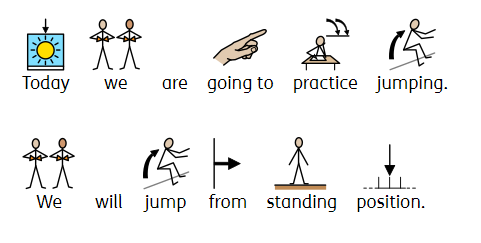 Today we are going to practice jumping.
We will jump from standing position.